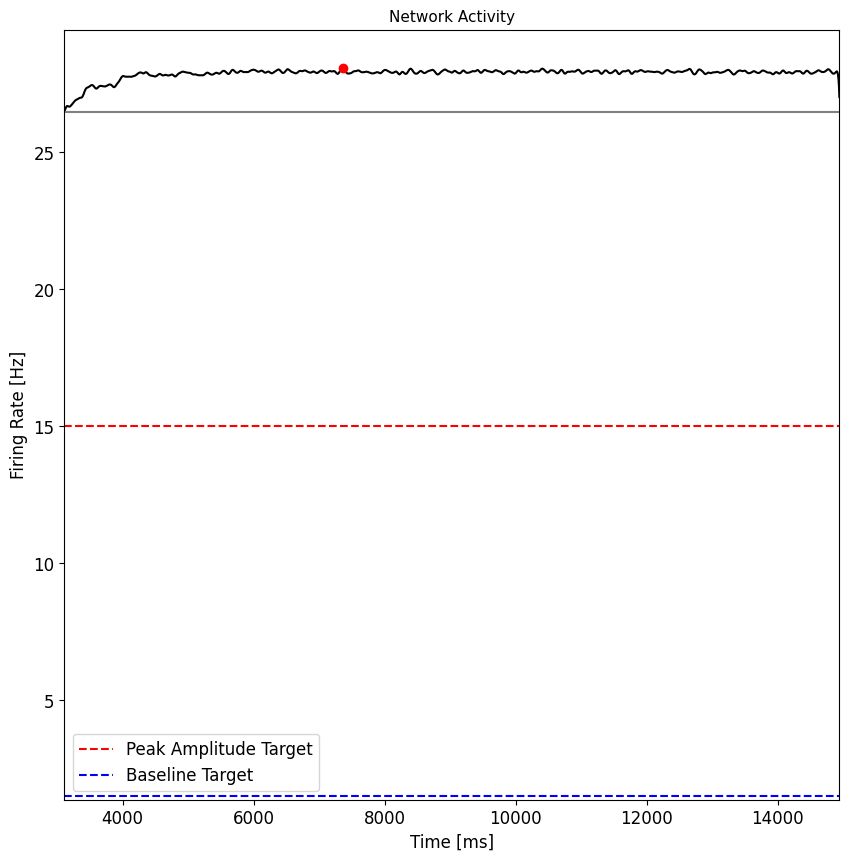 Network Activity
Firing Rate [Hz]
25
20
15
10
5
Peak Amplitude Target
Baseline Target
4000 6000 8000 10000 12000 14000
Time [ms]